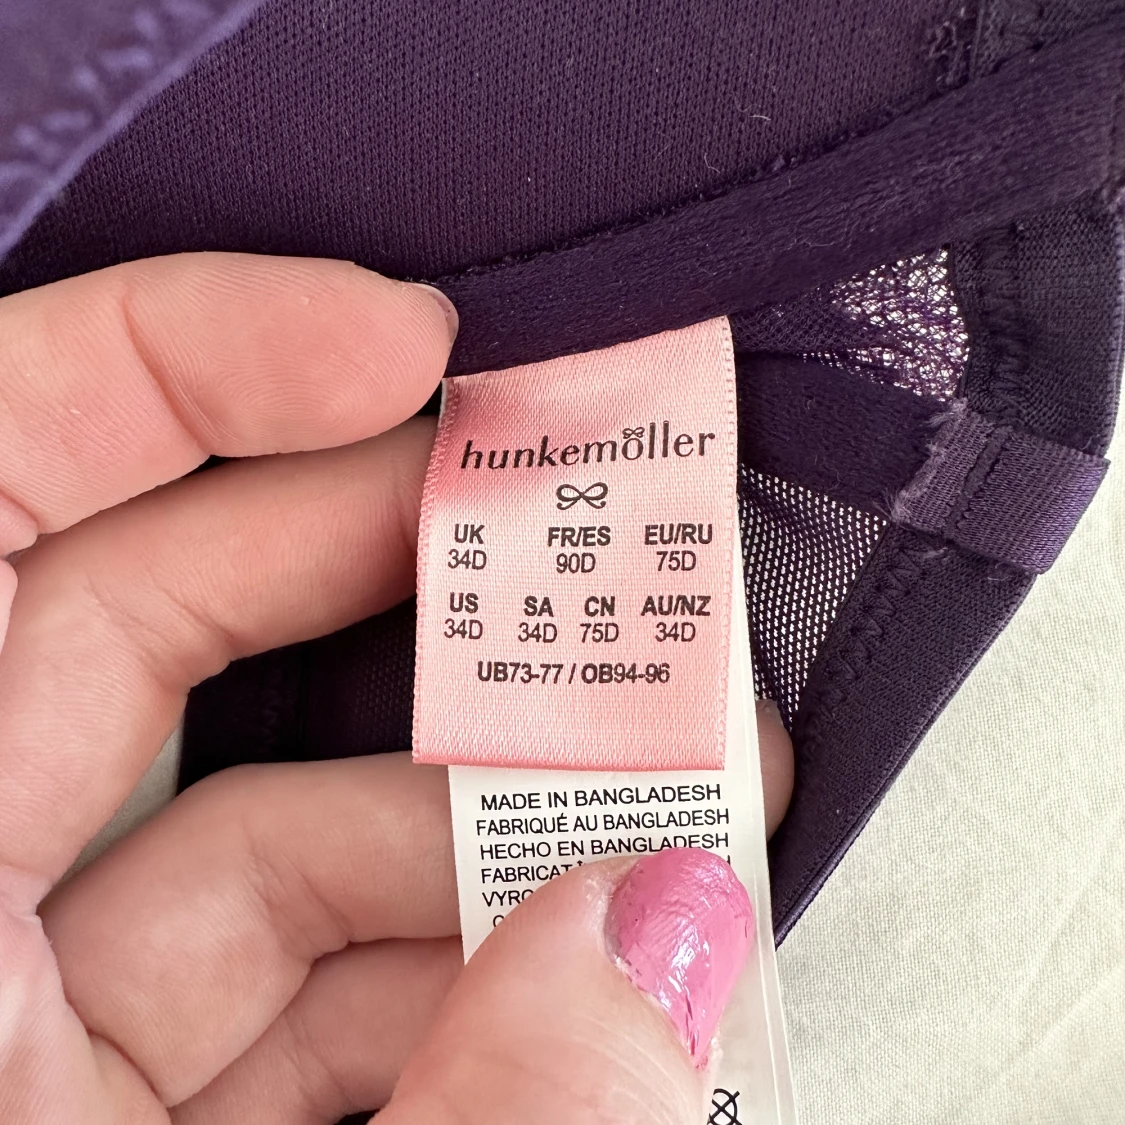 hunkemöller
UK FR/ES EU/RU
34D 90D 75D
US SA CN AU/NZ
34D 34D 75D 34D
UB73-77 / OB94-96
MADE IN BANGLADESH
FABRIQUÉ AU BANGLADESH
HECHO EN BANGLADESH